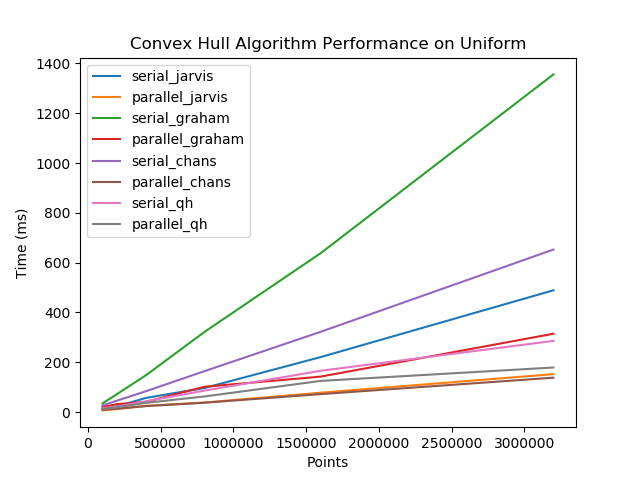 Convex Hull Algorithm Performance on Uniform
1400
1200
1000
800
600
400
200
0
Time (ms)
serial_jarvis
parallel_jarvis
serial_graham
parallel_graham
serial_chans
parallel_chans
serial_qh
parallel_qh
0 500000 1000000 1500000 2000000 2500000 3000000
Points